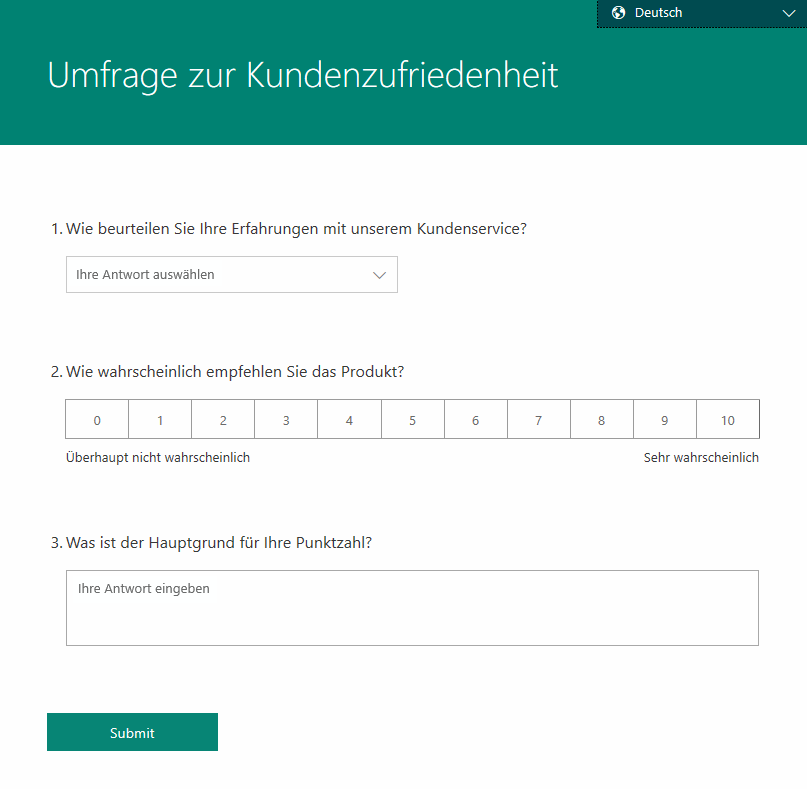 Deutsch
Umfrage zur Kundenzufriedenheit
1. Wie beurteilen Sie Ihre Erfahrungen mit unserem Kundenservice?
Ihre Antwort auswählen
2. Wie wahrscheinlich empfehlen Sie das Produkt?
0 1 2 3 4 5 6 7 8 9 10
Überhaupt nicht wahrscheinlich Sehr wahrscheinlich
3. Was ist der Hauptgrund für Ihre Punktzahl?
Ihre Antwort eingeben
Submit